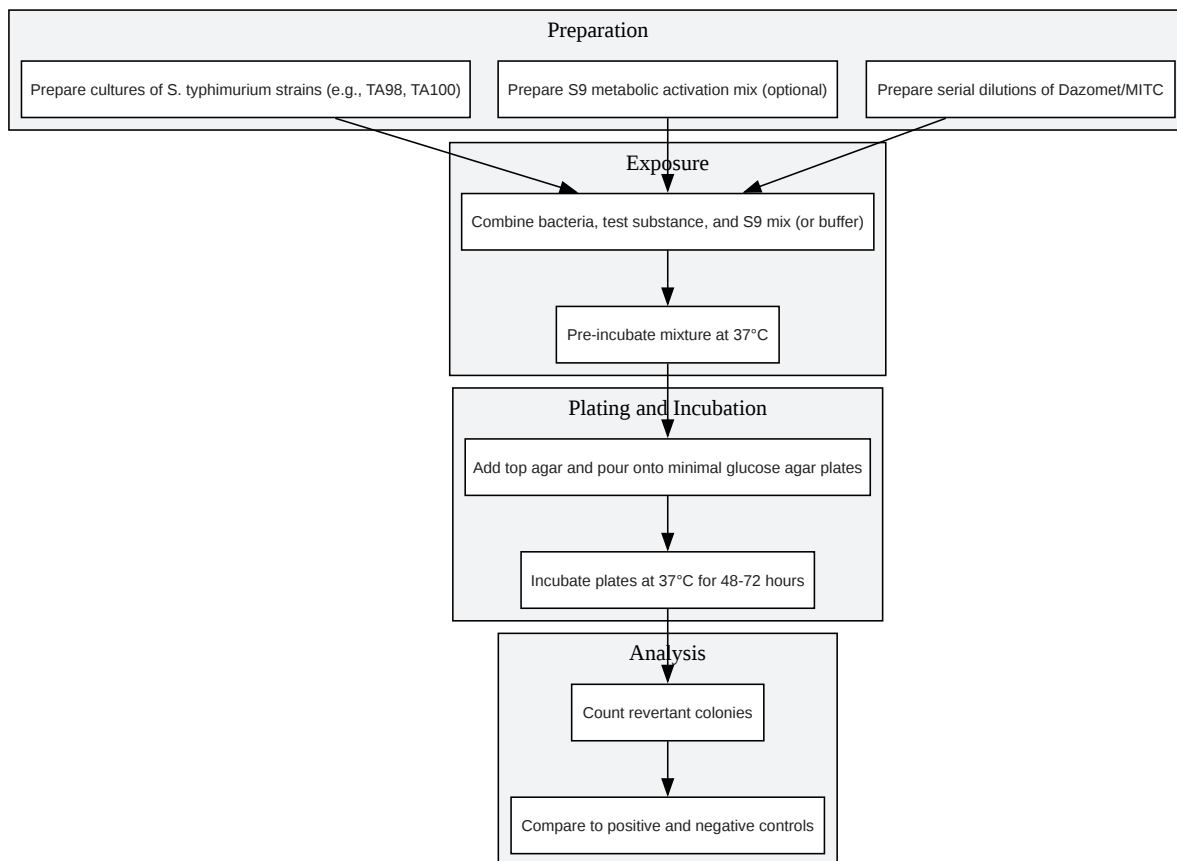 Preparation
Prepare cultures of S. typhimurium strains (e.g., TA98, TA100)
Prepare S9 metabolic activation mix (optional)
Prepare serial dilutions of Dazomet/MITC
Exposure
Combine bacteria, test substance, and S9 mix (or buffer)
Pre-incubate mixture at 37°C
Plating and Incubation
Add top agar and pour onto minimal glucose agar plates
Incubate plates at 37°C for 48-72 hours
Analysis
Count revertant colonies
Compare to positive and negative controls